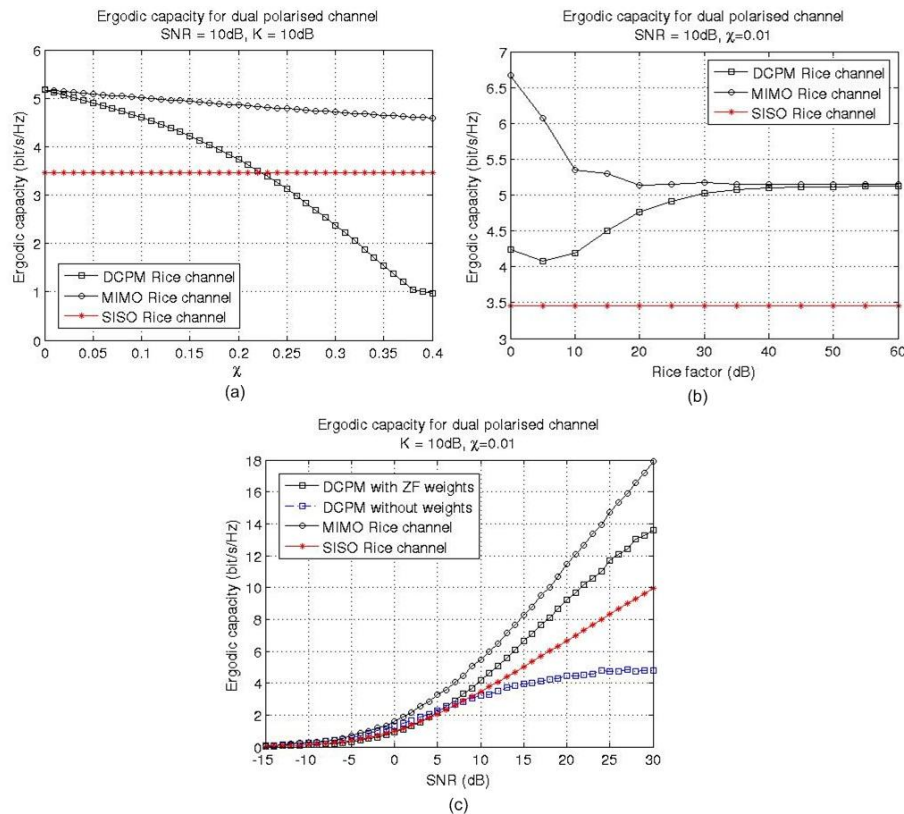 Ergodic capacity for dual polarised channel
SNR = 10dB, K = 10dB
Ergodic capacity (bit/s/Hz)
6
5
4
3
2
1
0
DCPM Rice channel
MIMO Rice channel
SISO Rice channel
0 0.05 0.1 0.15 0.2 0.25 0.3 0.35 0.4
χ
(a)
Ergodic capacity for dual polarised channel
SNR = 10dB, χ=0.01
Ergodic capacity (bit/s/Hz)
7
6.5
6
5.5
5
4.5
4
3.5
3
DCPM Rice channel
MIMO Rice channel
SISO Rice channel
0 10 20 30 40 50 60
Rice factor (dB)
(b)
Ergodic capacity for dual polarised channel
K = 10dB, χ=0.01
Ergodic capacity (bit/s/Hz)
18
16
14
12
10
8
6
4
2
0
DCPM with ZF weights
DCPM without weights
MIMO Rice channel
SISO Rice channel
-15 -10 -5 0 5 10 15 20 25 30
SNR (dB)
(c)